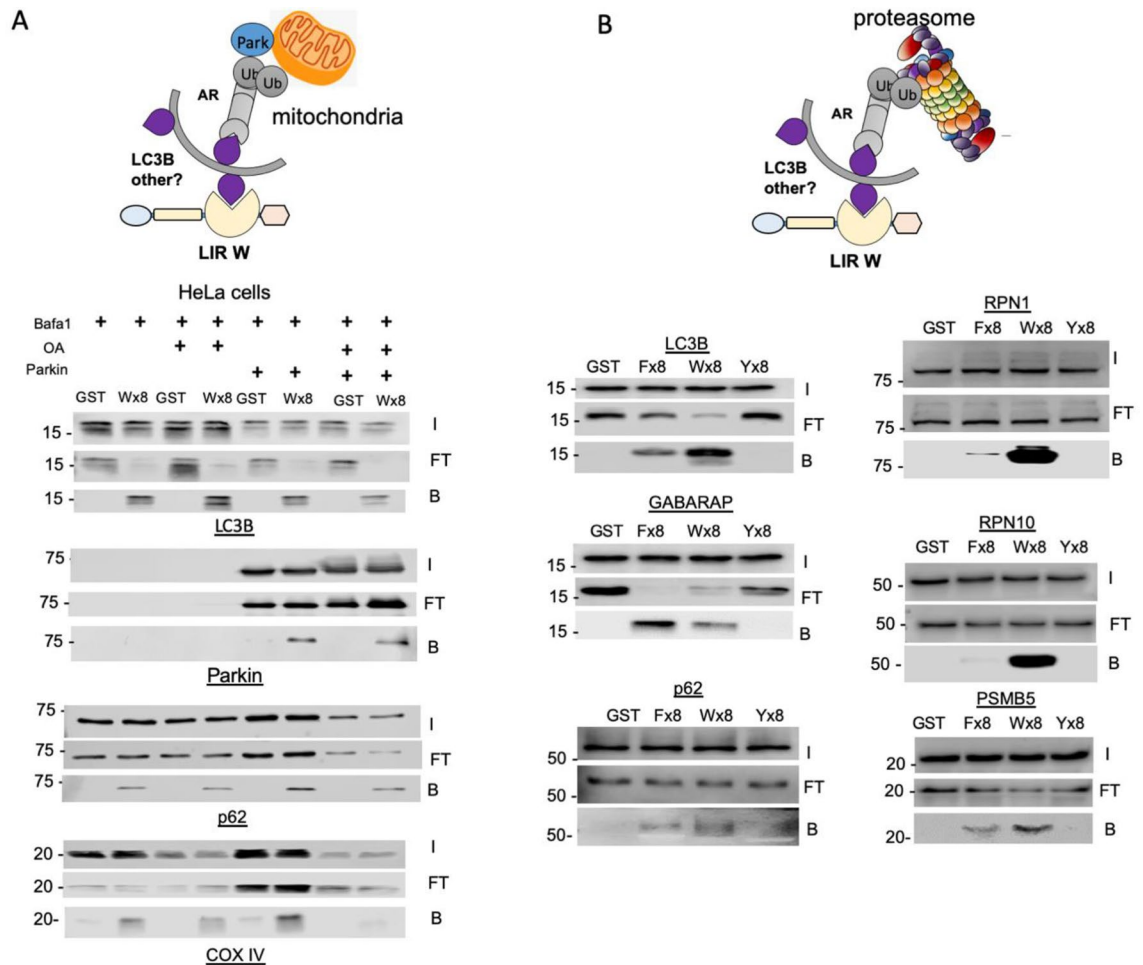 A
Park
Ub
Ub
AR
mitochondria
LC3B
other?
LIR W
HeLa cells
Bafa1 + + + + + + + +
OA + + + +
Parkin + + + +
GST Wx8 GST Wx8 GST Wx8 GST Wx8
15 - I
15 - FT
15 - B
LC3B
75 - I
75 - FT
75 - B
Parkin
75 - I
75 - FT
75 - B
p62
20 - I
20 - FT
20- B
COX IV
B
proteasome
Ub
Ub
AR
LC3B
other?
LIR W
LC3B
GST Fx8 Wx8 Yx8
15 - I
15 - FT
15 - B
GABARAP
GST Fx8 Wx8 Yx8
15 - I
15 - FT
15 - B
p62
GST Fx8 Wx8 Yx8
50 - I
50 - FT
50- B
RPN1
GST Fx8 Wx8 Yx8
75 - I
75 - FT
75 - B
RPN10
GST Fx8 Wx8 Yx8
50 - I
50 - FT
50 - B
PSMB5
GST Fx8 Wx8 Yx8
20 - I
20 - FT
20- B